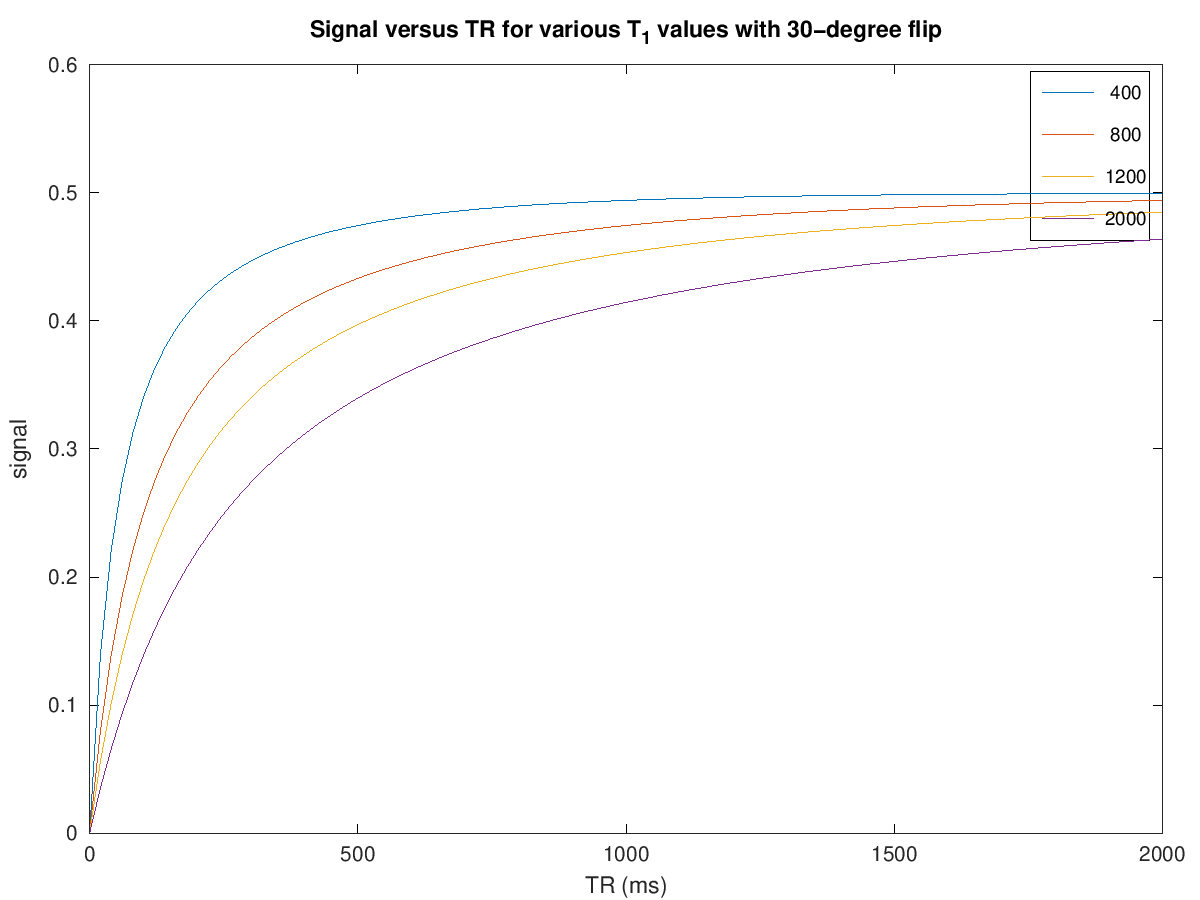 Signal versus TR for various T1 values with 30−degree flip
0.6
0.5
0.4
0.3
0.2
0.1
0
signal
400
800
1200
2000
0 500 1000 1500 2000
TR (ms)